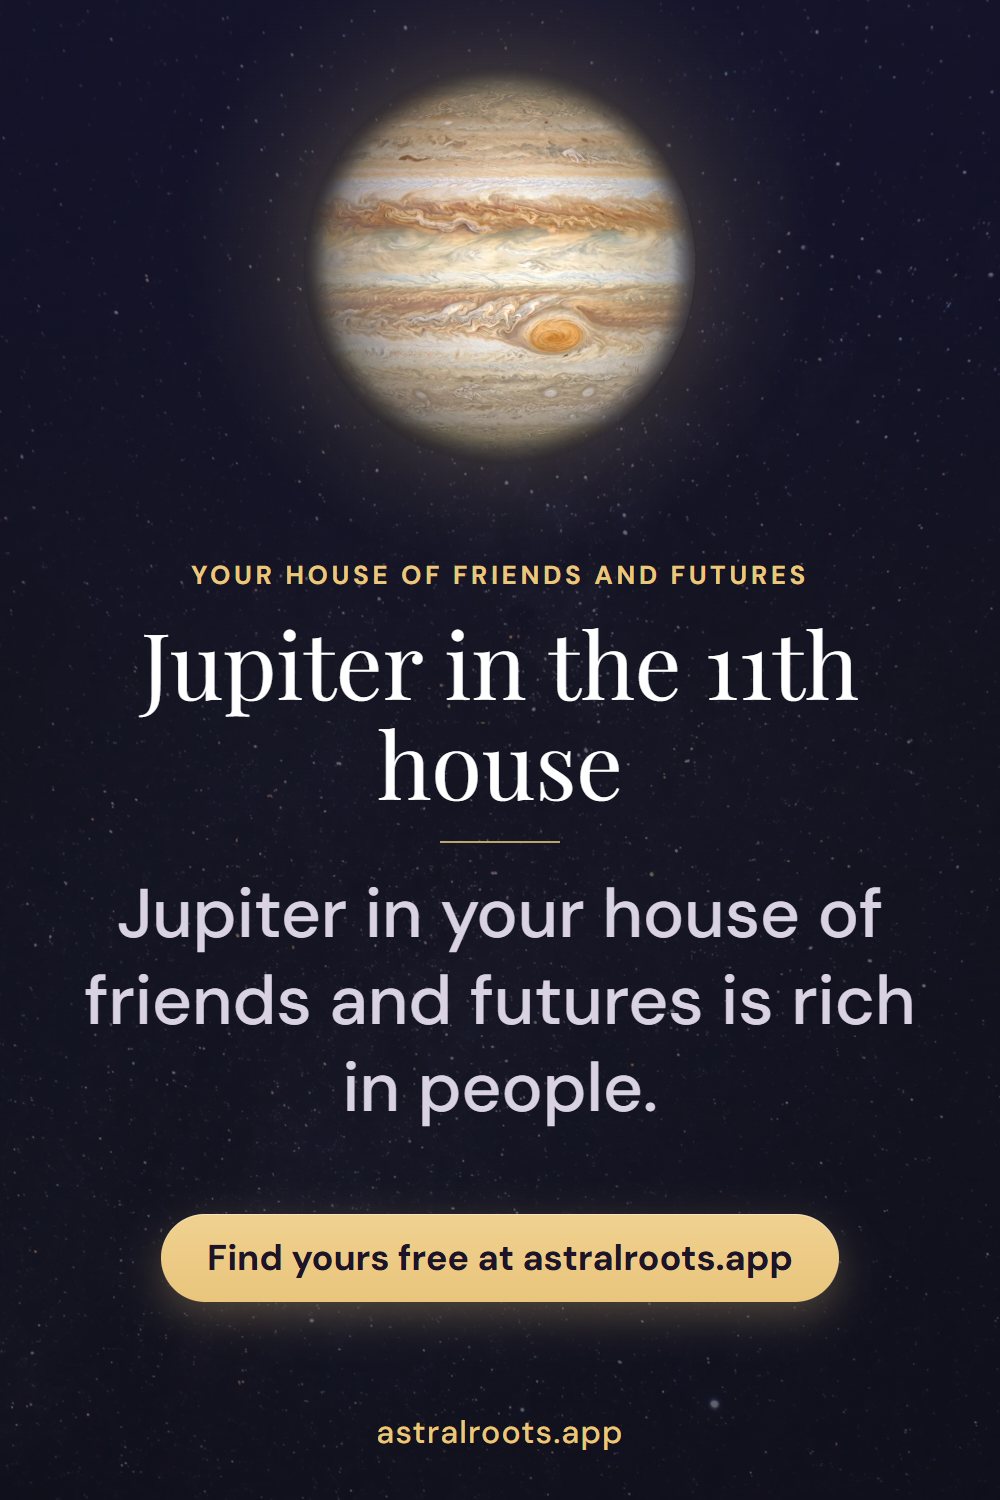 YOUR HOUSE OF FRIENDS AND FUTURES
Jupiter in the 11th
house
Jupiter in your house of
friends and futures is rich
in people.
Find yours free at astralroots.app
astralroots.app